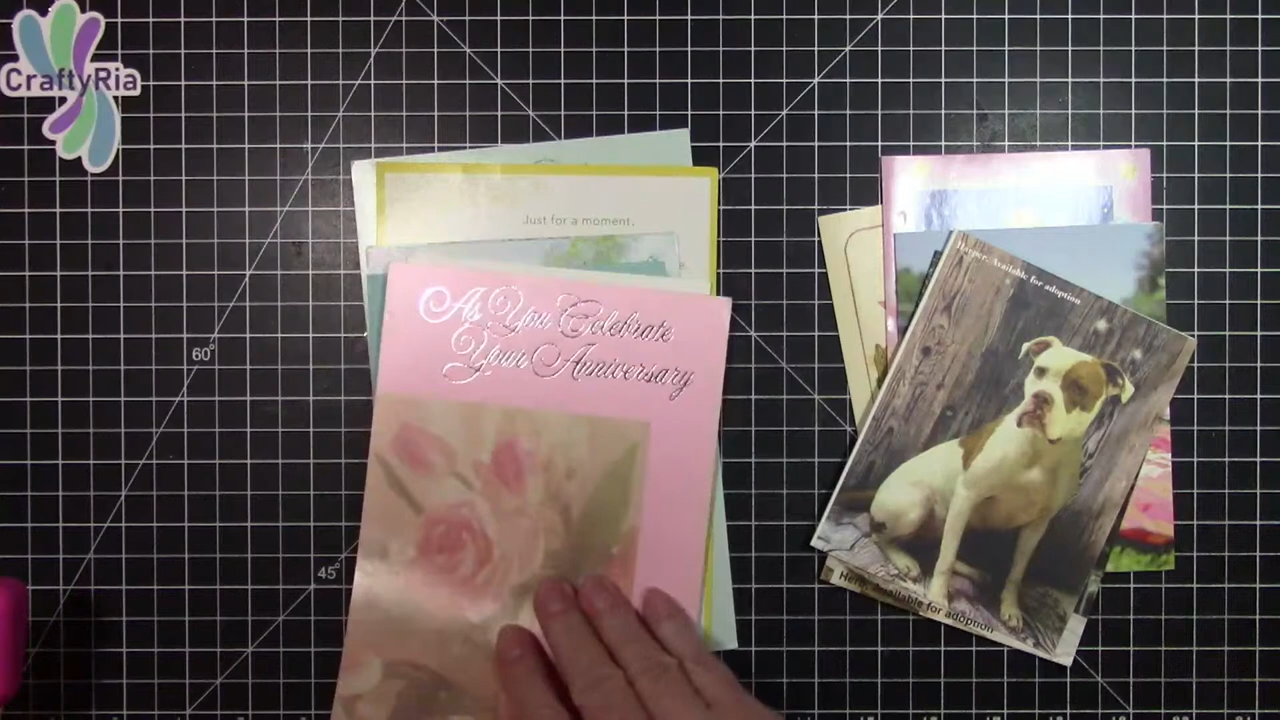 CraftyRia
Just for a moment.
As You Celebrate
Your Anniversary
Available for adoption
Available for adoption
60°
45°